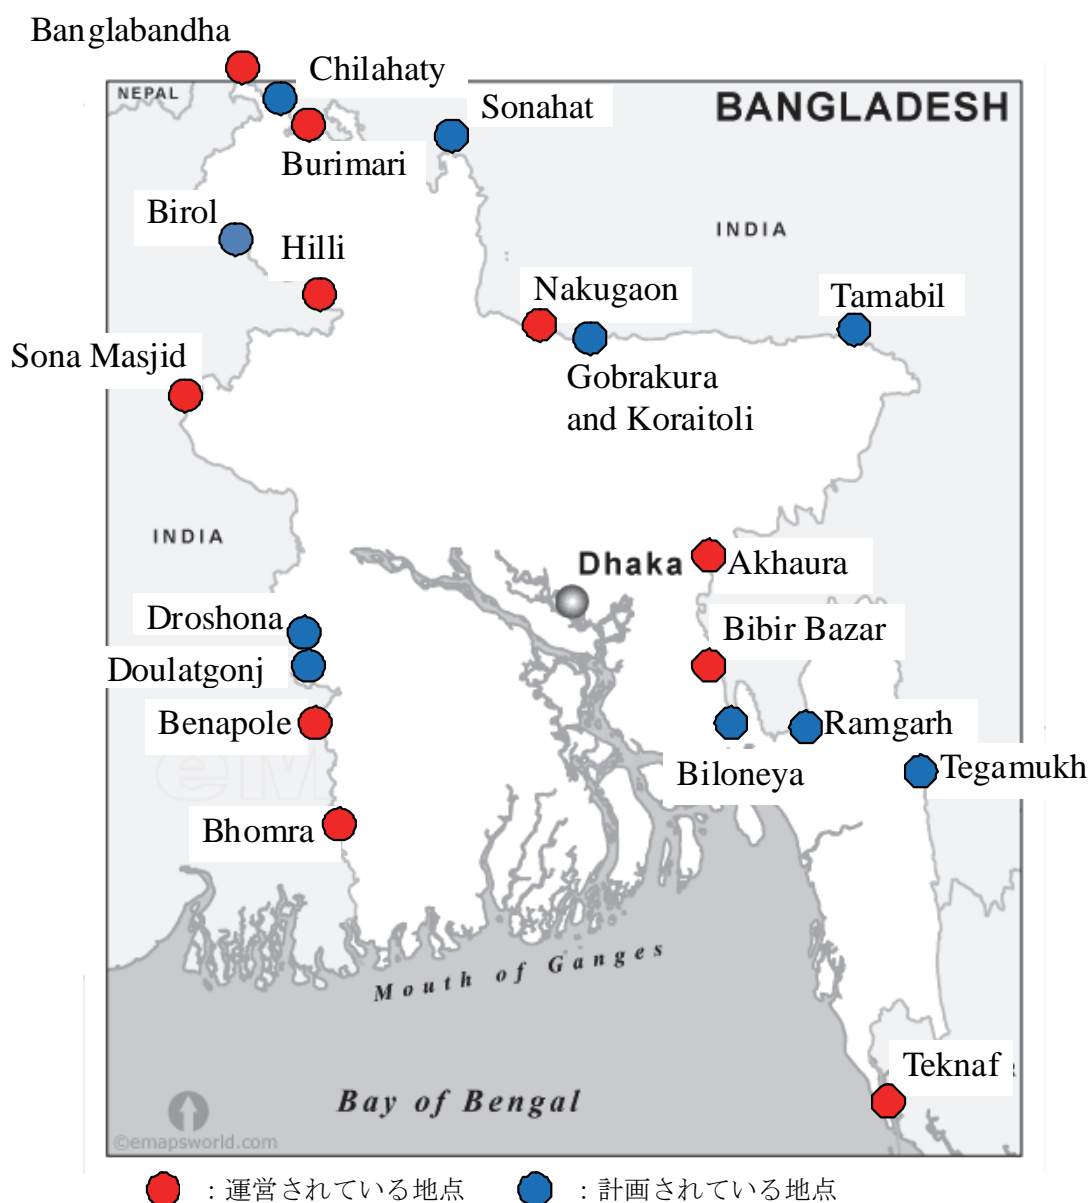 Banglabandha
Chilahaty
NEPAL
Sonahat
BANGLADESH
Burimari
Birol
INDIA
Hilli
Nakugaon
Tamabil
Sona Masjid
Gobrakura
and Koraitoli
INDIA
Dhaka
Akhaura
Droshona
Bibir Bazar
Doulatgonj
Benapole
Ramgarh
Biloneya
Tegamukh
eM
Bhomra
Mouth of Ganges
Teknaf
Bay of Bengal
©emapsworld.com
：運営されている地点
：計画されている地点